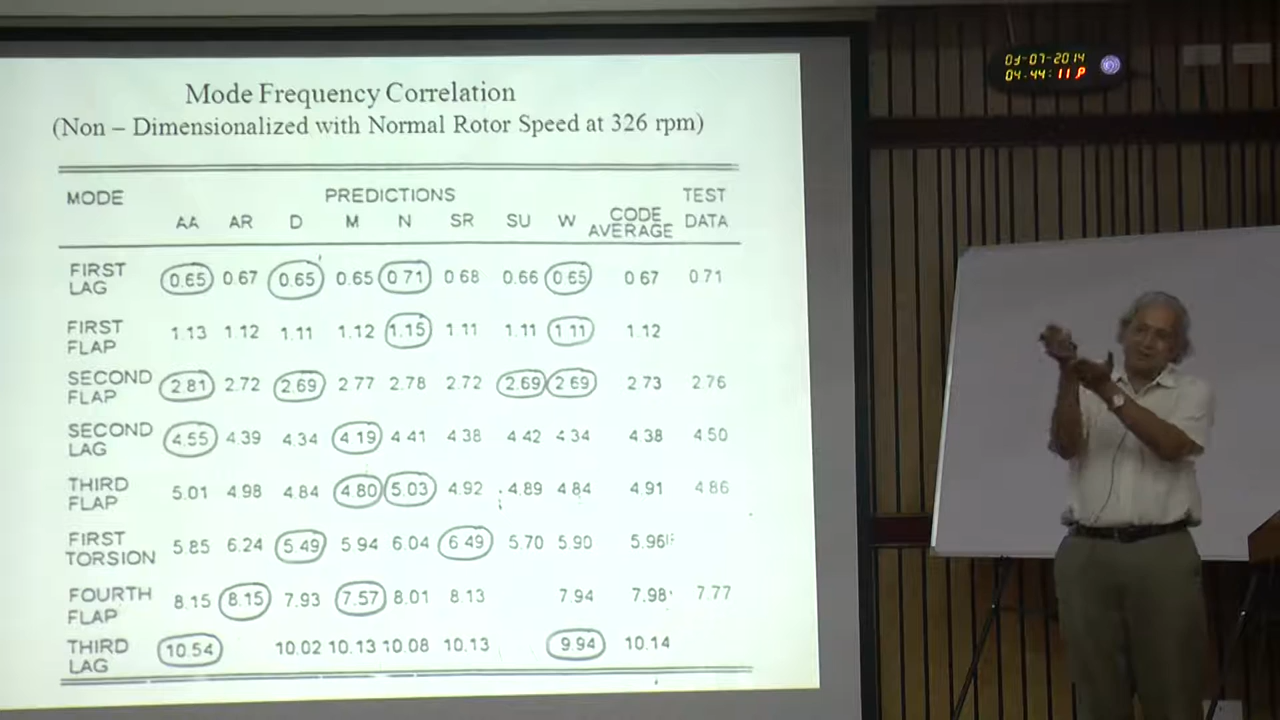 Mode Frequency Correlation
(Non – Dimensionalized with Normal Rotor Speed at 326 rpm)
MODE PREDICTIONS TEST
AA AR D M N SR SU W CODE AVERAGE DATA
FIRST LAG 0.65 0.67 0.65 0.65 0.71 0.68 0.66 0.65 0.67 0.71
FIRST FLAP 1.13 1.12 1.11 1.12 1.15 1.11 1.11 1.11 1.12
SECOND FLAP 2.81 2.72 2.69 2.77 2.78 2.72 2.69 2.69 2.73 2.76
SECOND LAG 4.55 4.39 4.34 4.19 4.41 4.38 4.42 4.34 4.38 4.50
THIRD FLAP 5.01 4.98 4.84 4.80 5.03 4.92 4.89 4.84 4.91 4.86
FIRST TORSION 5.85 6.24 5.49 5.94 6.04 6.49 5.70 5.90 5.96
FOURTH FLAP 8.15 8.15 7.93 7.57 8.01 8.13 7.94 7.98 7.77
THIRD LAG 10.54 10.02 10.13 10.08 10.13 9.94 10.14
03-07-2014
04:44:11 P